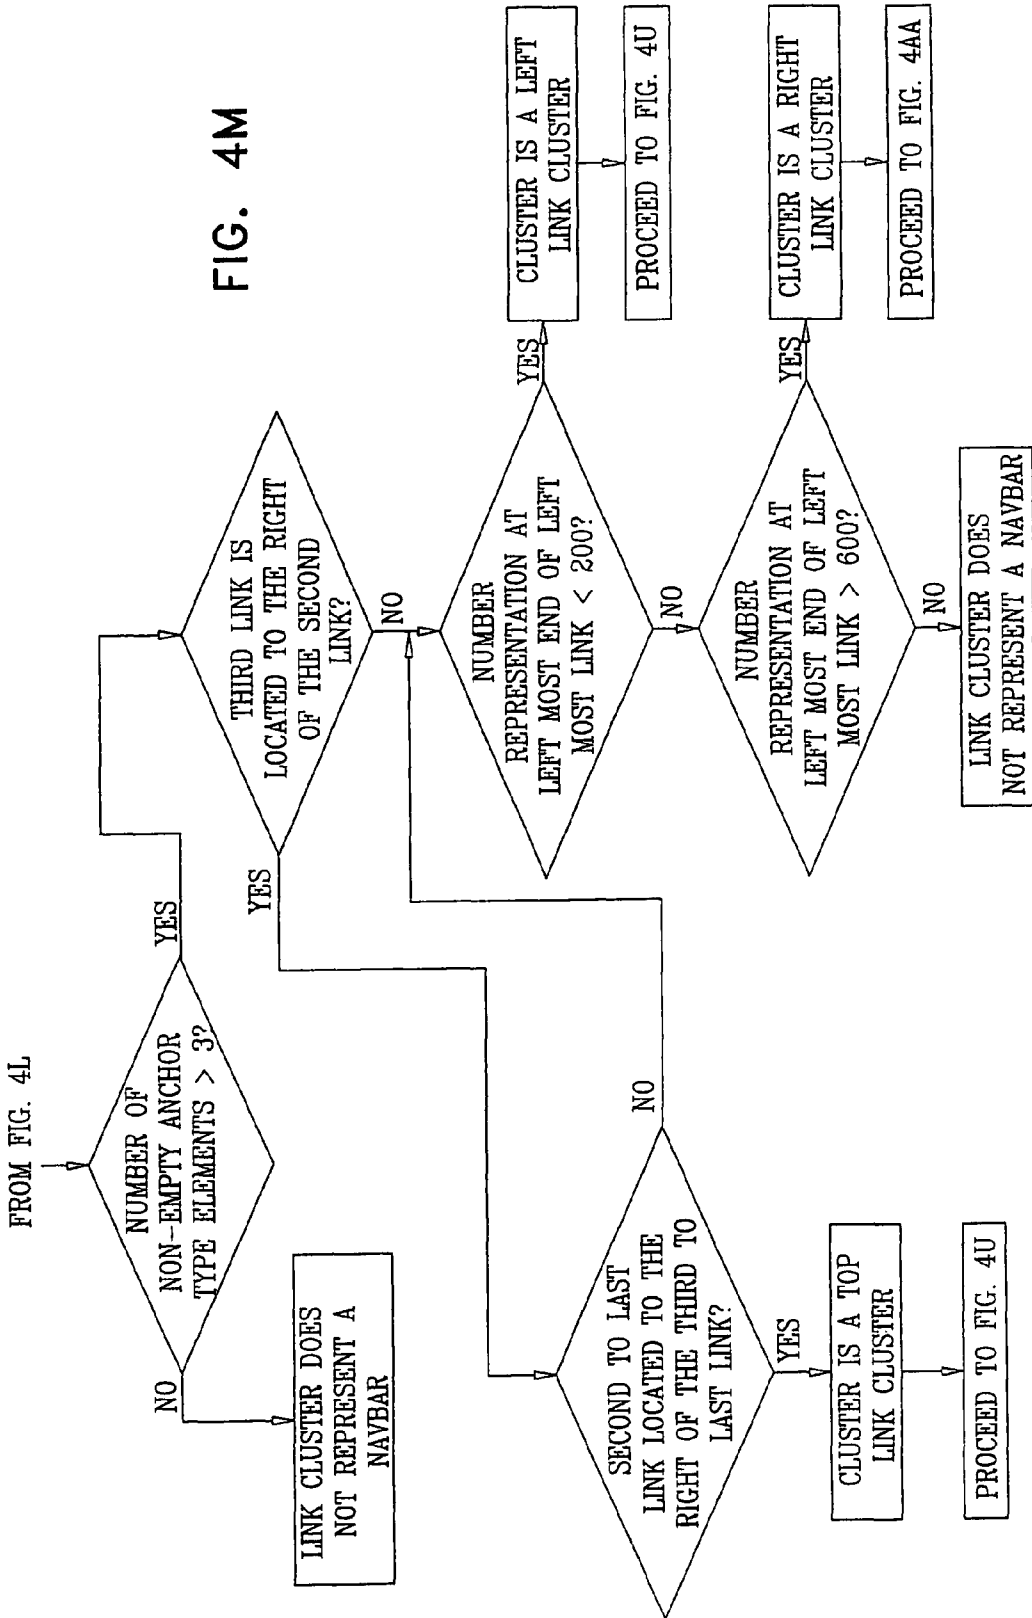 FIG. 4M
FROM FIG. 4L
NUMBER OF
NON-EMPTY ANCHOR
TYPE ELEMENTS > 3?
NO
YES
LINK CLUSTER DOES
NOT REPRESENT A
NAVBAR
THIRD LINK IS
LOCATED TO THE RIGHT
OF THE SECOND
LINK?
YES
NO
SECOND TO LAST
LINK LOCATED TO THE
RIGHT OF THE THIRD TO
LAST LINK?
NO
YES
CLUSTER IS A TOP
LINK CLUSTER
PROCEED TO FIG. 4U
NUMBER
REPRESENTATION AT
LEFT MOST END OF LEFT
MOST LINK < 200?
YES
NO
CLUSTER IS A LEFT
LINK CLUSTER
PROCEED TO FIG. 4U
NUMBER
REPRESENTATION AT
LEFT MOST END OF LEFT
MOST LINK > 600?
YES
NO
CLUSTER IS A RIGHT
LINK CLUSTER
PROCEED TO FIG. 4AA
LINK CLUSTER DOES
NOT REPRESENT A NAVBAR